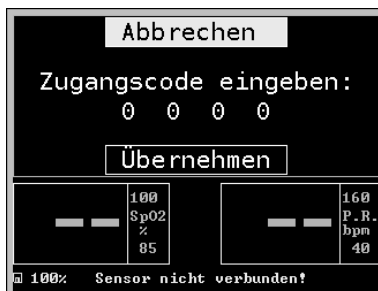 Abbrechen
Zugangscode eingeben:
0 0 0 0
Übernehmen
-- 100 SpO2 % 85
-- 160 P.R. bpm 40
100% Sensor nicht verbunden!